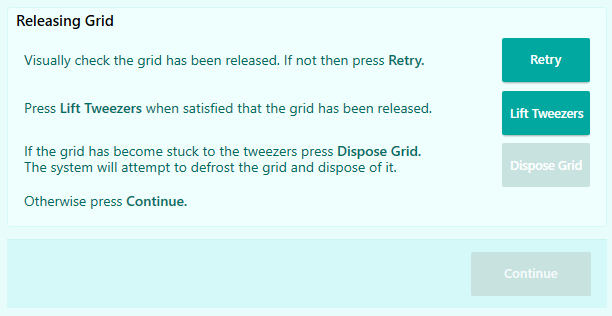 Releasing Grid
Visually check the grid has been released. If not then press Retry.
Retry
Press Lift Tweezers when satisfied that the grid has been released.
Lift Tweezers
If the grid has become stuck to the tweezers press Dispose Grid.
The system will attempt to defrost the grid and dispose of it.
Dispose Grid
Otherwise press Continue.
Continue